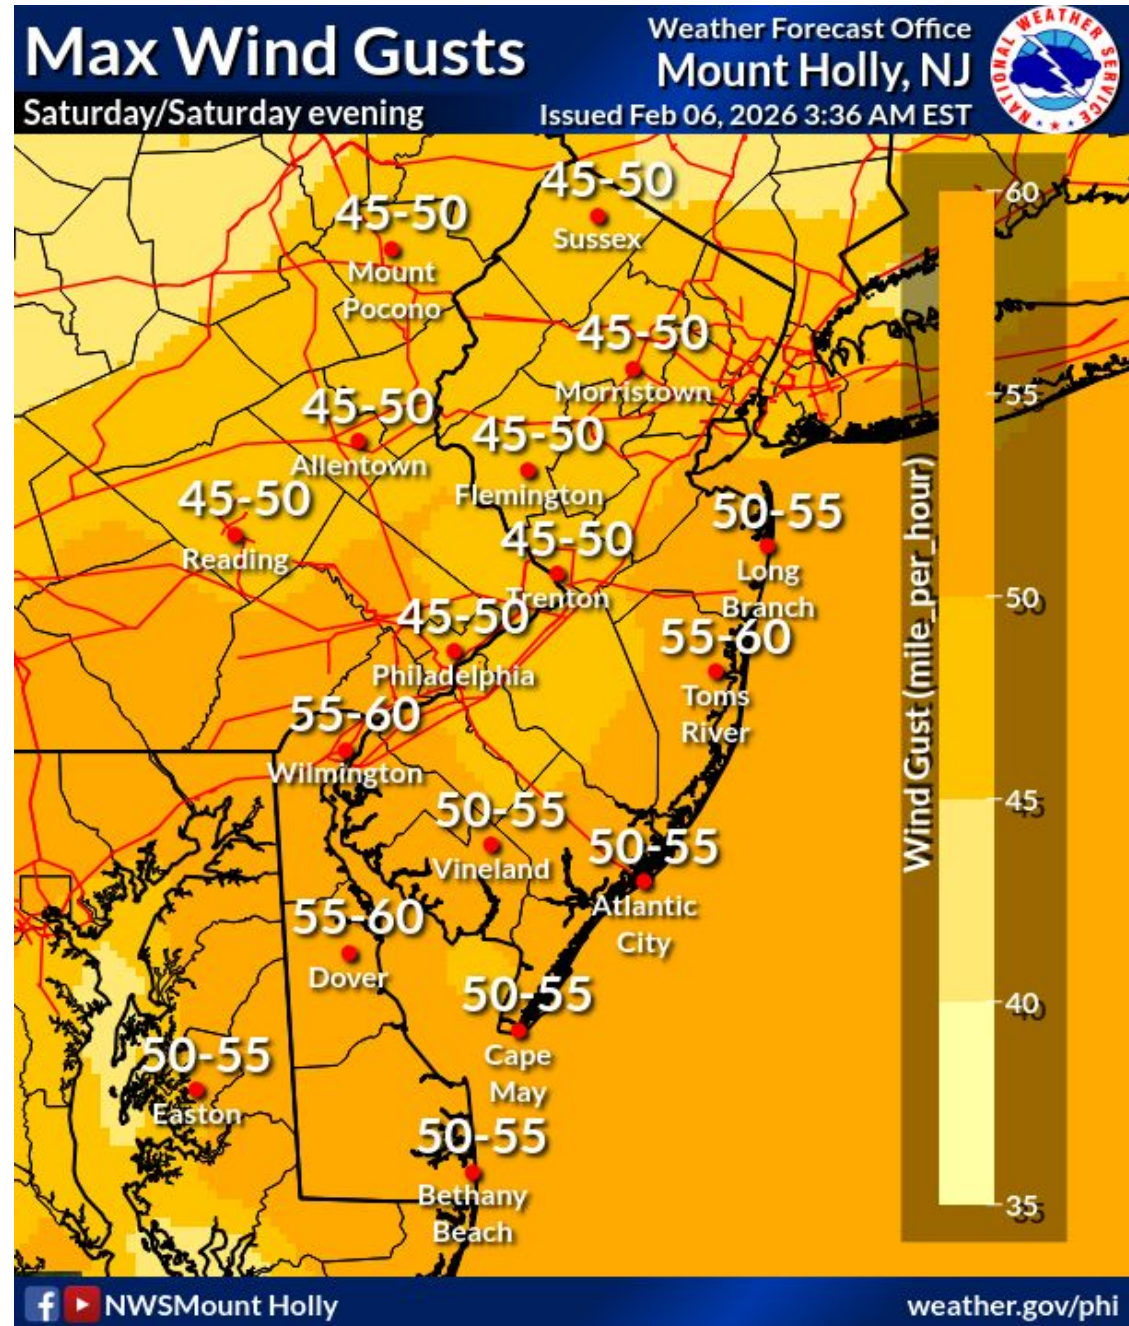 Max Wind Gusts
Saturday/Saturday evening
Weather Forecast Office
Mount Holly, NJ
Issued Feb 06, 2026 3:36 AM EST
NATIONAL WEATHER SERVICE
45-50
Sussex
45-50
Mount
Pocono
45-50
Morristown
45-50
Allentown
45-50
Flemington
45-50
Reading
50-55
Long
Branch
45-50
Trenton
45-50
Philadelphia
55-60
Toms
River
55-60
Wilmington
50-55
Vineland
50-55
Atlantic
City
55-60
Dover
50-55
Cape
May
50-55
Easton
50-55
Bethany
Beach
Wind Gust (mile_per_hour)
60
55
50
45
40
35
NWSMount Holly
weather.gov/phi